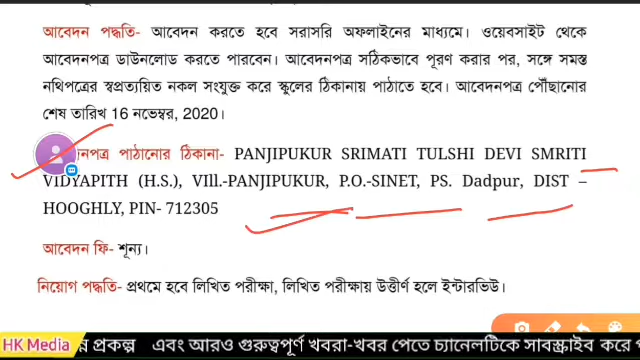 আবেদন পদ্ধতি- আবেদন করতে হবে সরাসরি অফলাইনের মাধ্যমে। ওয়েবসাইট থেকে
আবেদনপত্র ডাউনলোড করতে পারবেন। আবেদনপত্র সঠিকভাবে পূরণ করার পর, সঙ্গে সমস্ত
নথিপত্রের স্বপ্রত্যয়িত নকল সংযুক্ত করে স্কুলের ঠিকানায় পাঠাতে হবে। আবেদনপত্র পৌঁছানোর
শেষ তারিখ 16 নভেম্বর, 2020।
নপত্র পাঠানোর ঠিকানা- PANJIPUKUR SRIMATI TULSHI DEVI SMRITI
VIDYAPITH (H.S.), VIll.-PANJIPUKUR, P.O.-SINET, PS. Dadpur, DIST –
HOOGHLY, PIN- 712305
আবেদন ফি- শূন্য।
নিয়োগ পদ্ধতি- প্রথমে হবে লিখিত পরীক্ষা, লিখিত পরীক্ষায় উত্তীর্ণ হলে ইন্টারভিউ।
HK Media প্রকল্প এবং আরও গুরুত্বপূর্ণ খবরা-খবর পেতে চ্যানেলটিকে সাবস্ক্রাইব করে